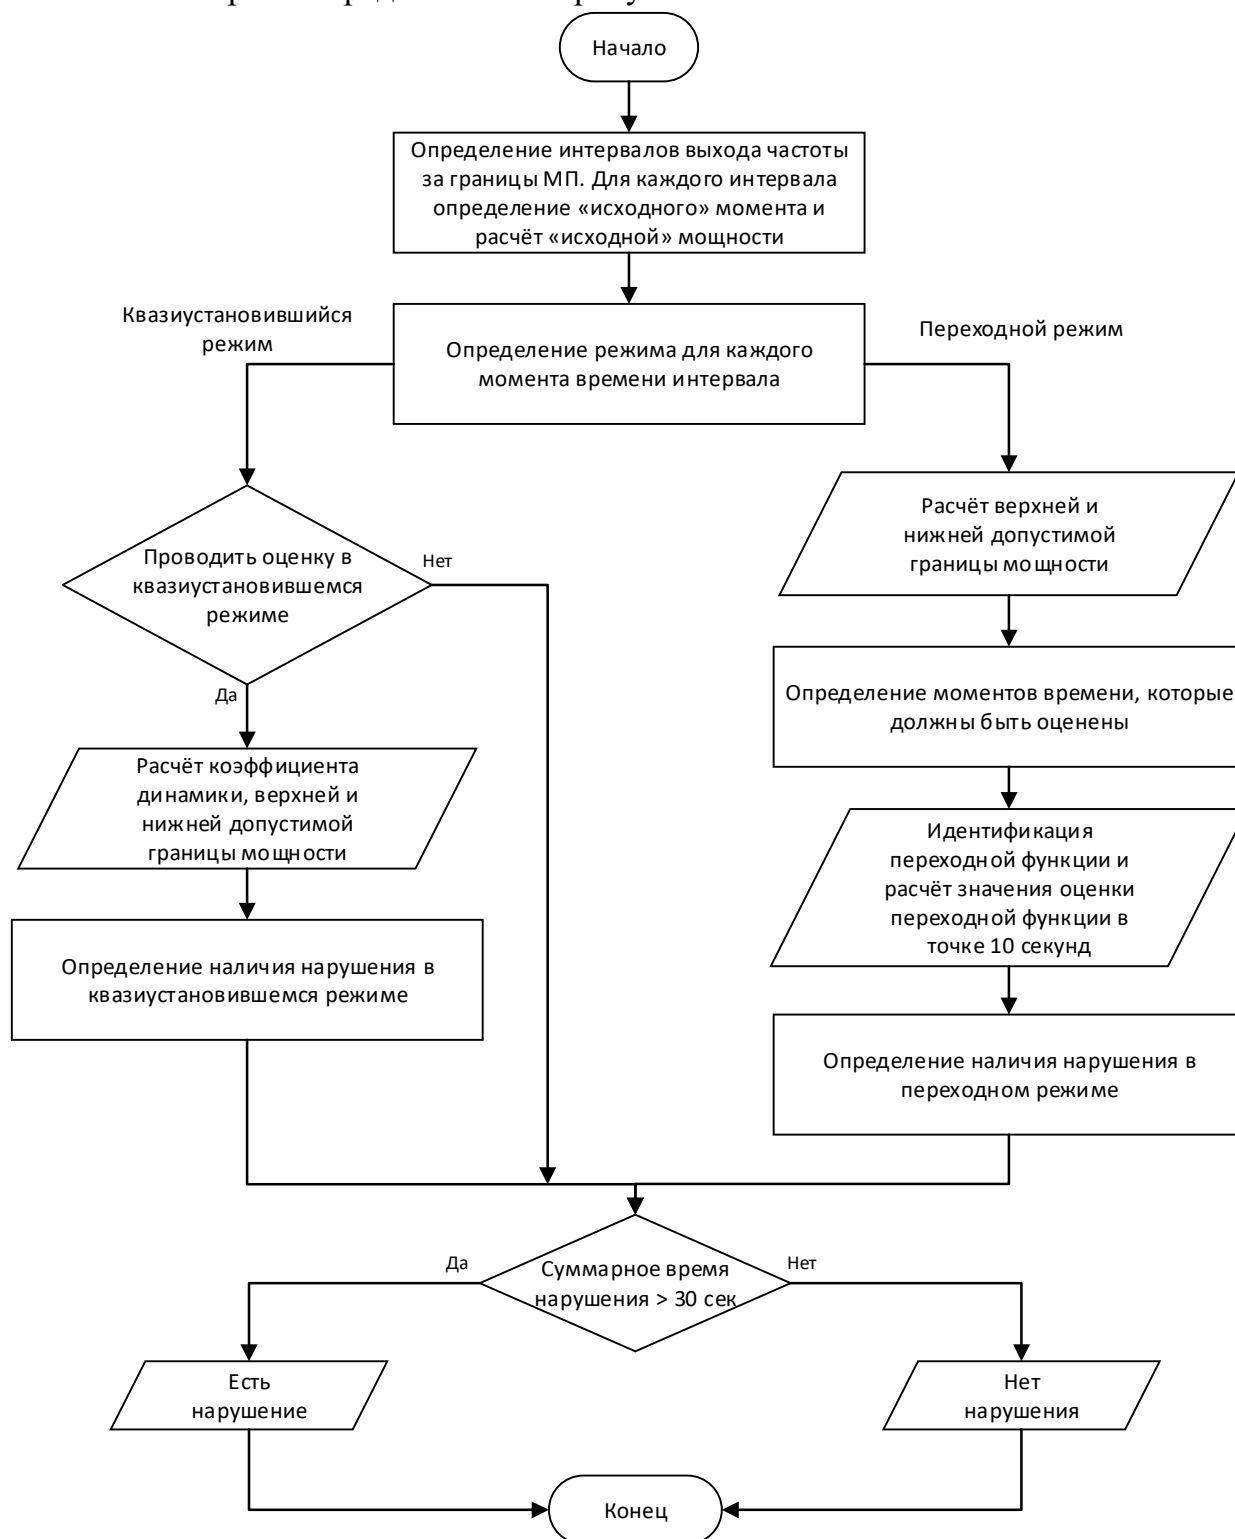 Начало
Определение интервалов выхода частоты
за границы МП. Для каждого интервала
определение «исходного» момента и
расчёт «исходной» мощности
Квазиустановившийся
режим
Определение режима для каждого
момента времени интервала
Переходной режим
Проводить оценку в
квазиустановившемся
режиме
Нет
Да
Расчёт верхней и
нижней допустимой
границы мощности
Определение моментов времени, которые
должны быть оценены
Расчёт коэффициента
динамики, верхней и
нижней допустимой
границы мощности
Идентификация
переходной функции и
расчёт значения оценки
переходной функции в
точке 10 секунд
Определение наличия нарушения в
квазиустановившемся режиме
Определение наличия нарушения в
переходном режиме
Да
Суммарное время
нарушения > 30 сек
Нет
Есть
нарушение
Нет
нарушения
Конец